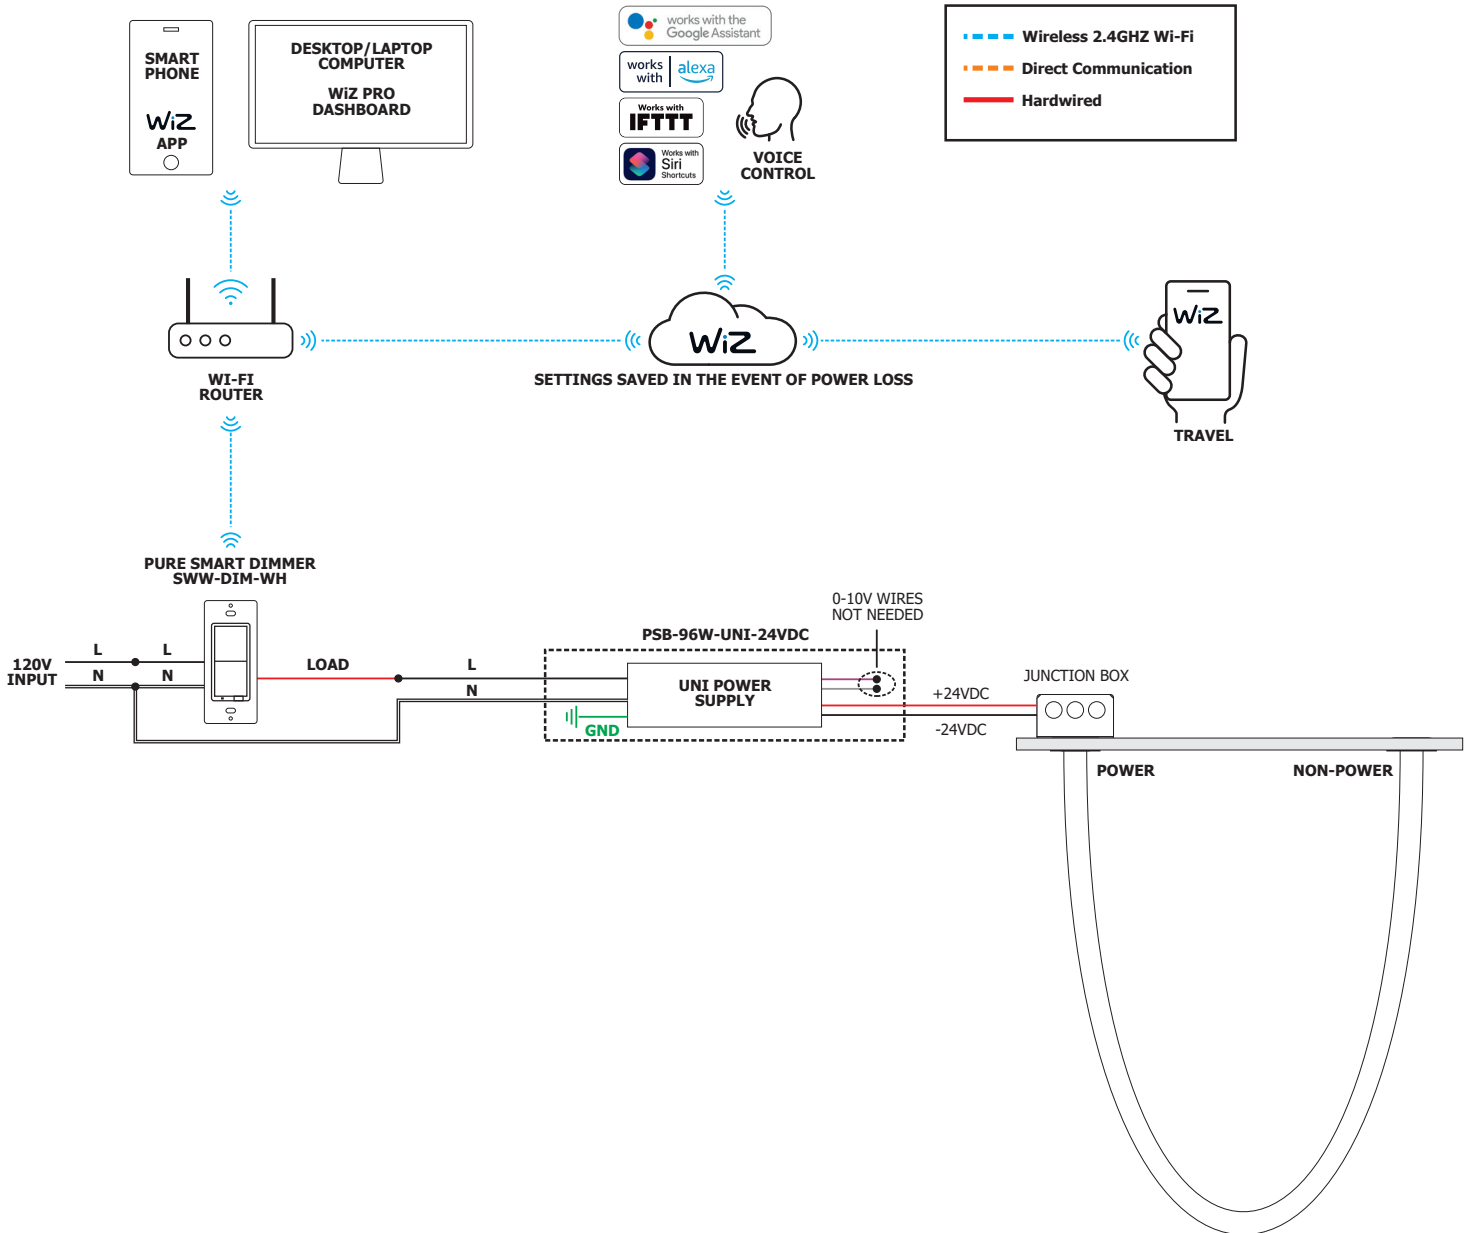 SMART
PHONE
WiZ
APP
DESKTOP/LAPTOP
COMPUTER
WiZ PRO
DASHBOARD
works with the
Google Assistant
works
with
alexa
Works with
IFTTT
Works with
Siri
Shortcuts
VOICE
CONTROL
Wireless 2.4GHZ Wi-Fi
Direct Communication
Hardwired
WI-FI
ROUTER
WiZ
SETTINGS SAVED IN THE EVENT OF POWER LOSS
WiZ
TRAVEL
PURE SMART DIMMER
SWW-DIM-WH
120V
INPUT
L
L
N
N
LOAD
L
N
PSB-96W-UNI-24VDC
UNI POWER
SUPPLY
GND
0-10V WIRES
NOT NEEDED
+24VDC
-24VDC
JUNCTION BOX
POWER
NON-POWER